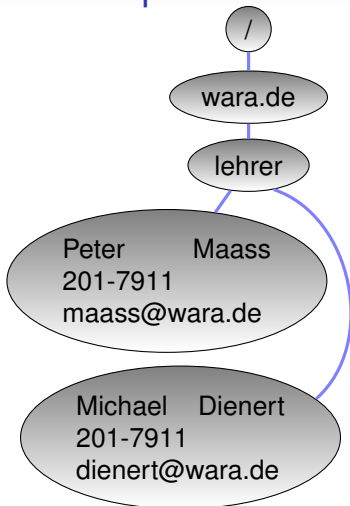 /
wara.de
lehrer
Peter Maass
201-7911
maass@wara.de
Michael Dienert
201-7911
dienert@wara.de